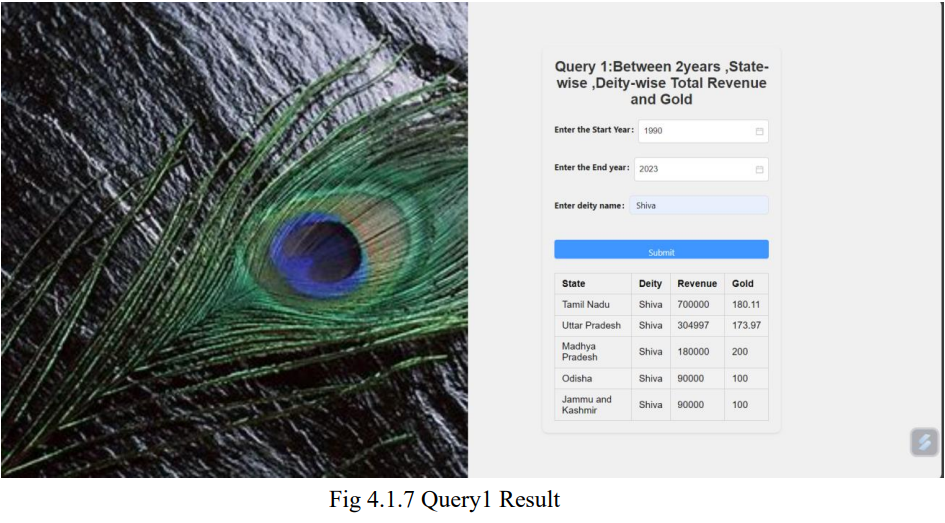 Query 1:Between 2years ,State-
wise ,Deity-wise Total Revenue
and Gold
Enter the Start Year: 1990
Enter the End year: 2023
Enter deity name: Shiva
Submit
State Deity Revenue Gold
Tamil Nadu Shiva 700000 180.11
Uttar Pradesh Shiva 304997 173.97
Madhya
Pradesh Shiva 180000 200
Odisha Shiva 90000 100
Jammu and
Kashmir Shiva 90000 100
Fig 4.1.7 Query1 Result